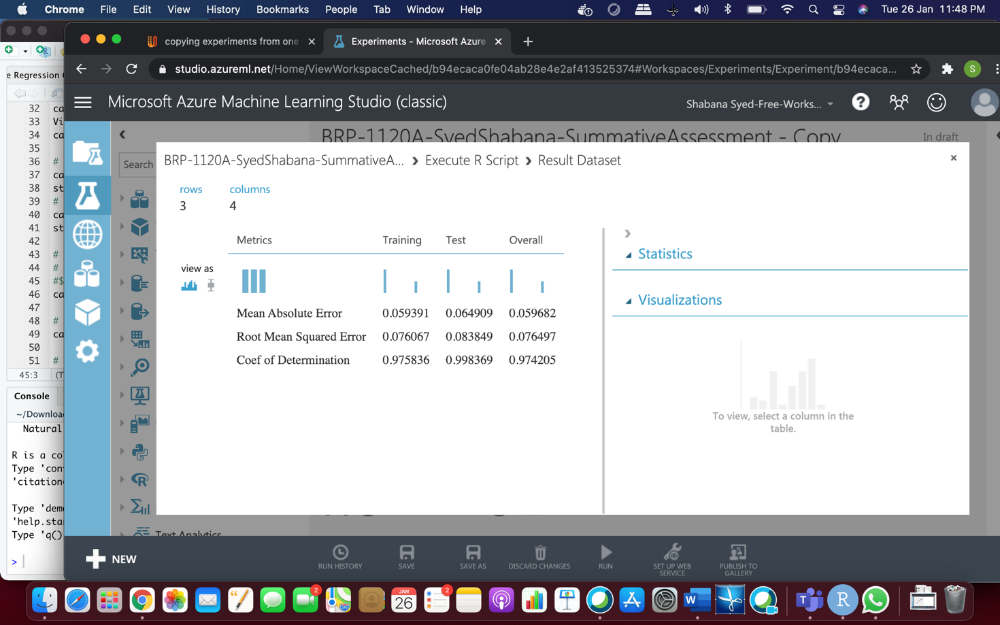 Chrome File Edit View History Bookmarks People Tab Window Help Tue 26 Jan 11:48 PM
copying experiments from one
Experiments - Microsoft Azure
studio.azureml.net/Home/ViewWorkspaceCached/b94ecaca0fe04ab28e4e2af413525374#Workspaces/Experiments/Experiment/b94ecaca...
S
e Regression
Microsoft Azure Machine Learning Studio (classic)
Shabana Syed-Free-Works...
32 ca
33 Vi
34 ca
35
36 #
37 ca
38 st
39 #
40 ca
41 st
42
43 #
44 #
45 #$
46 ca
47
48 #
49 ca
50
51 #
45:3 (T
Console
~/Downloa
Natural
R is a co
Type 'con
'citation
Type 'dem
'help.sta
Type 'q()
>
BRP-1120A-SyedShabana-SummativeAssessment - Copy
In draft
Search
BRP-1120A-SyedShabana-SummativeA... › Execute R Script › Result Dataset
rows columns
3 4
Metrics Training Test Overall
view as
Mean Absolute Error 0.059391 0.064909 0.059682
Root Mean Squared Error 0.076067 0.083849 0.076497
Coef of Determination 0.975836 0.998369 0.974205
Statistics
Visualizations
To view, select a column in the
table.
Text Analytics
NEW
RUN HISTORY
SAVE
SAVE AS
DISCARD CHANGES
RUN
SET UP WEB
SERVICE
PUBLISH TO
GALLERY
2
JAN
26
2
W
T
R